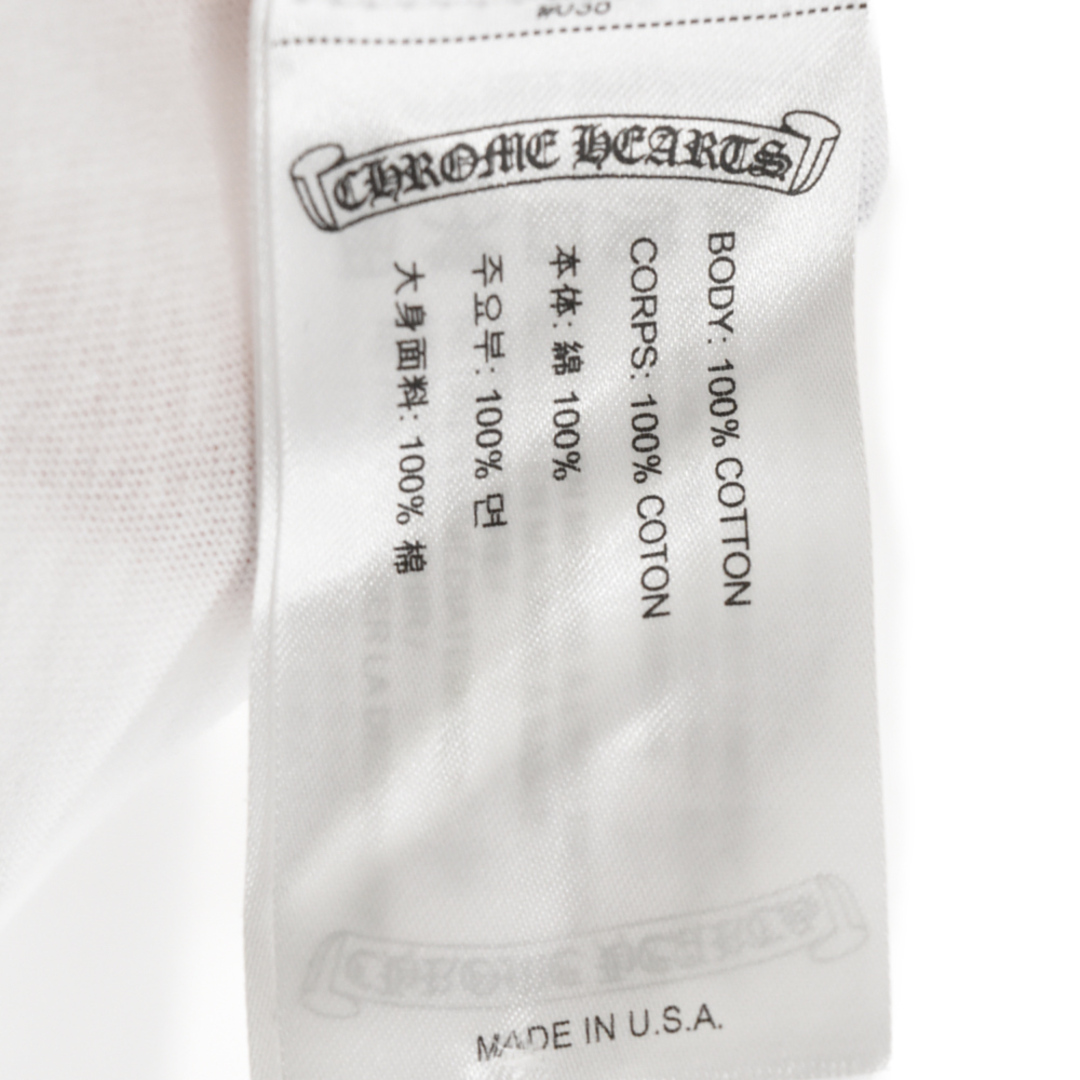 CHROME HEARTS
BODY: 100% COTTON
CORPS: 100% COTON
本体: 綿 100%
주요부: 100% 면
大身面料: 100% 棉
MADE IN U.S.A.